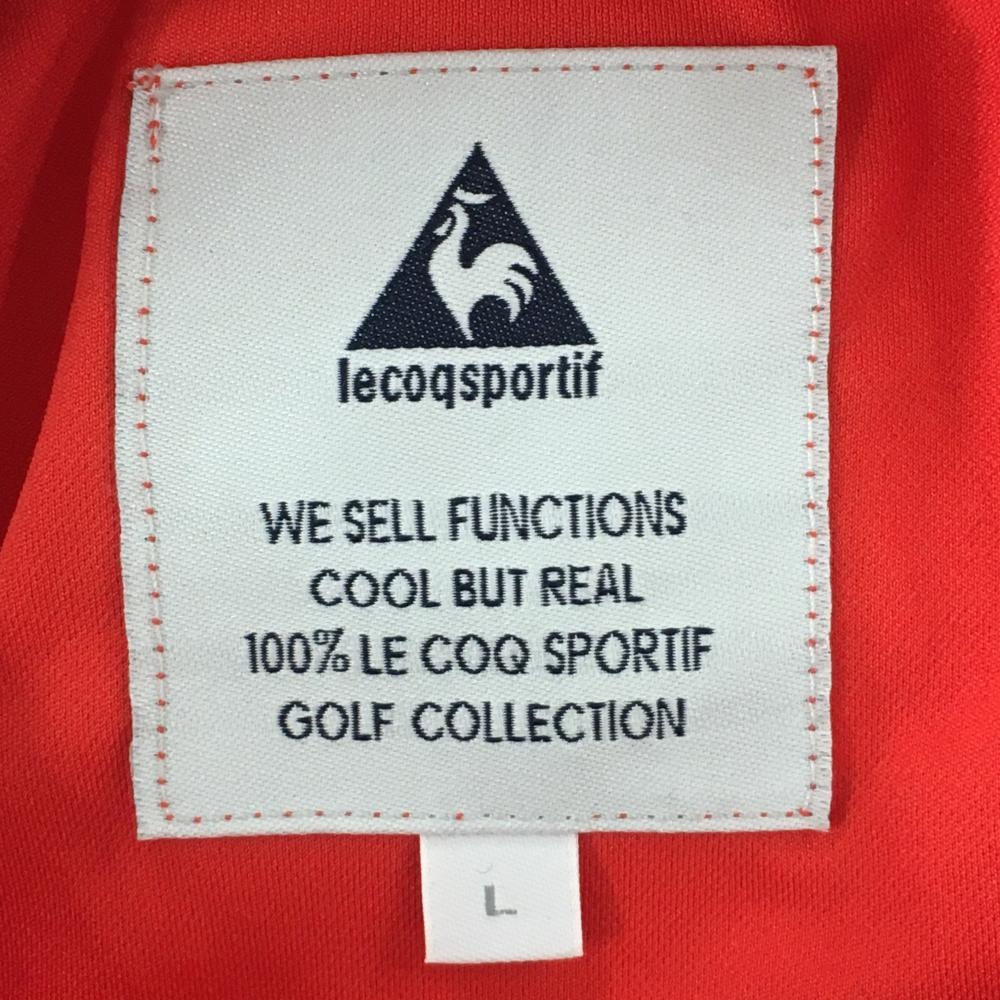 lecoqsportif
WE SELL FUNCTIONS
COOL BUT REAL
100% LE COQ SPORTIF
GOLF COLLECTION
L